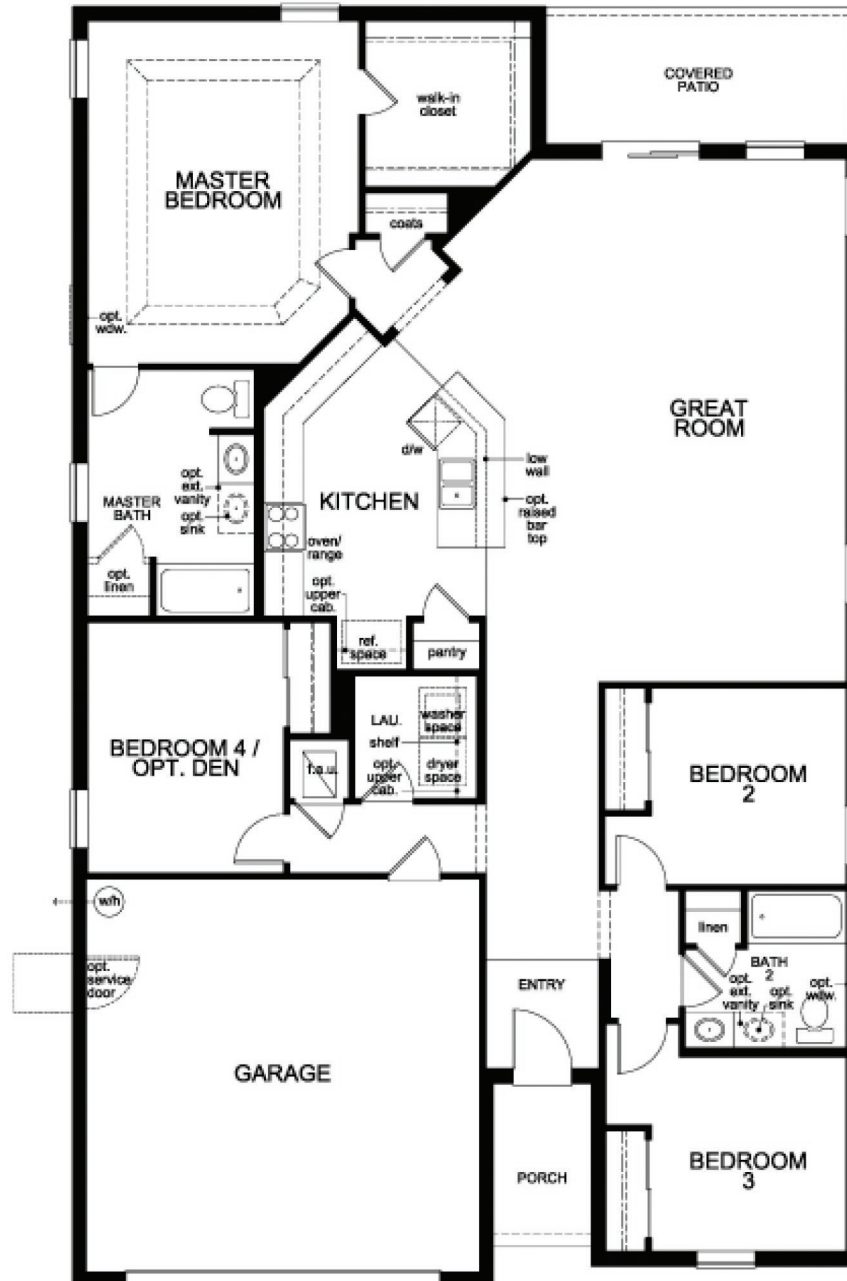 COVERED
PATIO
walk-in
closet
MASTER
BEDROOM
coats
opt.
wdw.
GREAT
ROOM
d/w
low
wall
opt.
ext.
vanity
MASTER
BATH
opt.
sink
KITCHEN
opt.
raised
bar
top
oven/
range
opt.
linen
opt.
upper
cab.
ref.
space
pantry
LAU.
washer
space
shelf
BEDROOM 4 /
OPT. DEN
f.a.u.
opt.
upper
cab.
dryer
space
BEDROOM
2
w/h
linen
opt.
service
door
ENTRY
BATH
2
opt.
ext.
vanity
opt.
sink
opt.
wdw.
GARAGE
PORCH
BEDROOM
3